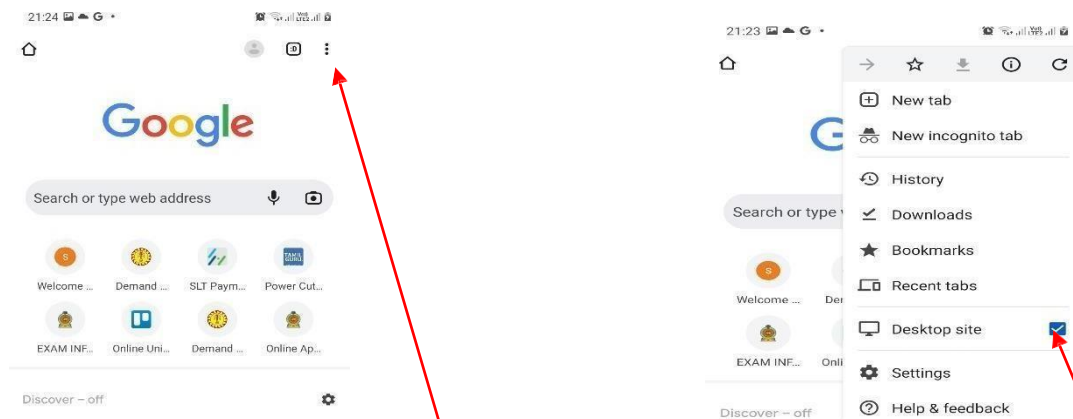 21:24 G
:D
Google
Search or type web address
S
Welcome ... Demand ... SLT Paym... Power Cut...
EXAM INF... Online Uni... Demand ... Online Ap...
Discover – off
21:23 G
G
Search or type
S
Welcome ... Der
EXAM INF... Onli
Discover – off
New tab
New incognito tab
History
Downloads
Bookmarks
Recent tabs
Desktop site
Settings
Help & feedback